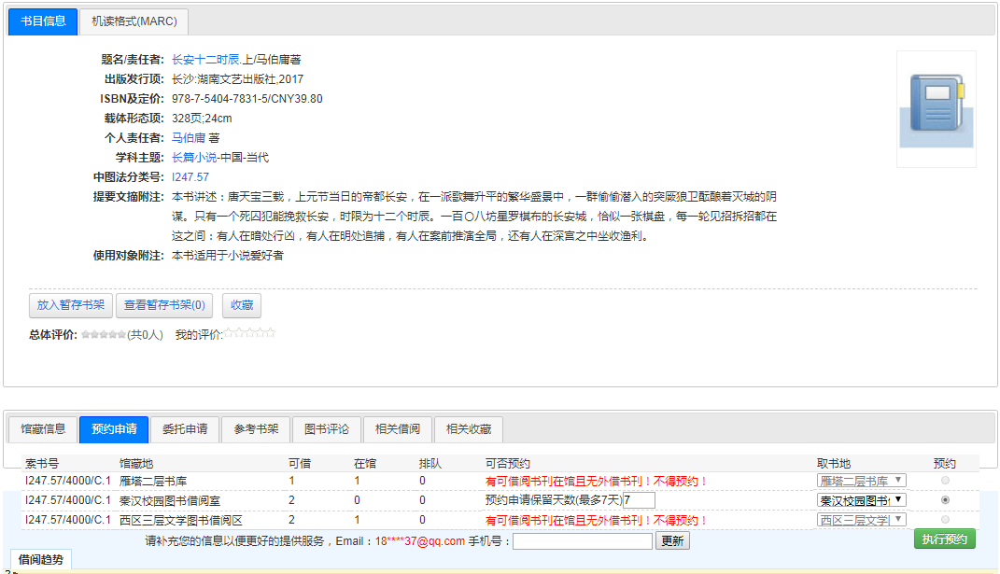 书目信息 机读格式(MARC)
题名/责任者: 长安十二时辰.上/马伯庸著
出版发行项: 长沙:湖南文艺出版社,2017
ISBN及定价: 978-7-5404-7831-5/CNY39.80
载体形态项: 328页;24cm
个人责任者: 马伯庸 著
学科主题: 长篇小说-中国-当代
中图法分类号: I247.57
提要文摘附注: 本书讲述：唐天宝三载，上元节当日的帝都长安，在一派歌舞升平的繁华盛景中，一群偷偷潜入的突厥狼卫酝酿着灭城的阴
谋。只有一个死囚犯能挽救长安，时限为十二个时辰。一百〇八坊星罗棋布的长安城，恰似一张棋盘，每一轮见招拆招都在
这之间：有人在暗处行凶，有人在明处追捕，有人在案前推演全局，还有人在深宫之中坐收渔利。
使用对象附注: 本书适用于小说爱好者
放入暂存书架 查看暂存书架(0) 收藏
总体评价: (共0人) 我的评价:
馆藏信息 预约申请 委托申请 参考书架 图书评论 相关借阅 相关收藏
索书号 馆藏地 可借 在馆 排队 可否预约 取书地 预约
I247.57/4000/C.1 雁塔二层书库 1 1 0 有可借阅书刊在馆且无外借书刊！不得预约！ 雁塔二层书库
I247.57/4000/C.1 秦汉校园图书借阅室 2 0 0 预约申请保留天数(最多7天) 7 秦汉校园图书
I247.57/4000/C.1 西区三层文学图书借阅区 2 1 0 有可借阅书刊在馆且无外借书刊！不得预约！ 西区三层文学
请补充您的信息以便更好的提供服务，Email：18****37@qq.com 手机号： 更新 执行预约
借阅趋势